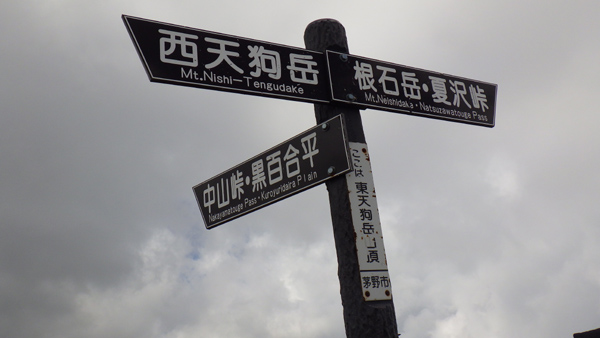 西天狗岳
Mt.Nishi-Tengudake
根石岳・夏沢峠
Mt.Neishidake・Natsuzawatouga Pass
中山峠・黒百合平
Nakayamatouge Pass・Kuroyuridaira Plain
ここは東天狗岳山頂
茅野市